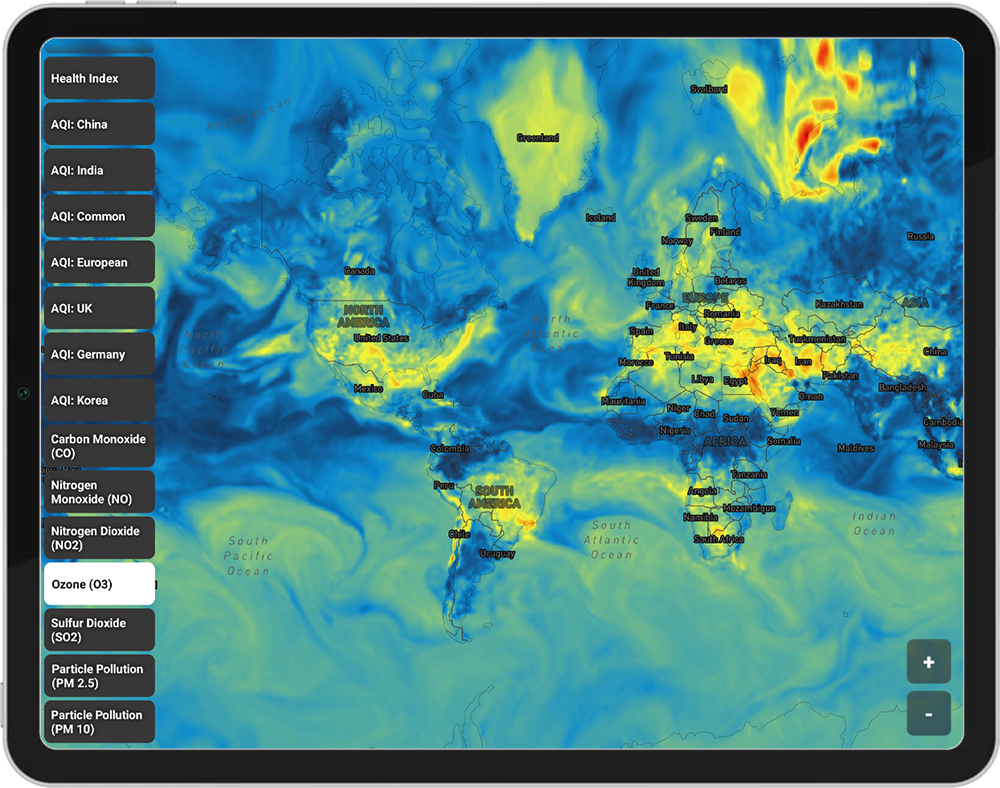 Health Index
AQI: China
AQI: India
AQI: Common
AQI: European
AQI: UK
AQI: Germany
AQI: Korea
Carbon Monoxide
(CO)
Nitrogen
Monoxide (NO)
Nitrogen Dioxide
(NO2)
Ozone (O3)
Sulfur Dioxide
(SO2)
Particle Pollution
(PM 2.5)
Particle Pollution
(PM 10)
Svalbard
Greenland
Iceland
Sweden
Finland
Norway
Russia
Canada
United
Kingdom
Belarus
EUROPE
France
Romania
Kazakhstan
ASIA
NORTH
AMERICA
United States
North
Pacific
North
Atlantic
Spain
Italy
Greece
Turkmenistan
China
Morocco
Tunisia
Iraq
Iran
Pakistan
Libya
Egypt
Bangladesh
Mexico
Cuba
Mauritania
Oman
Niger
Chad
Sudan
Yemen
Nigeria
AFRICA
Somalia
Maldives
Cambodia
Malaysia
Colombia
Peru
SOUTH
AMERICA
Tanzania
Angola
Mozambique
Namibia
South Africa
Chile
Uruguay
South
Pacific
Ocean
South
Atlantic
Ocean
Indian
Ocean
+
-